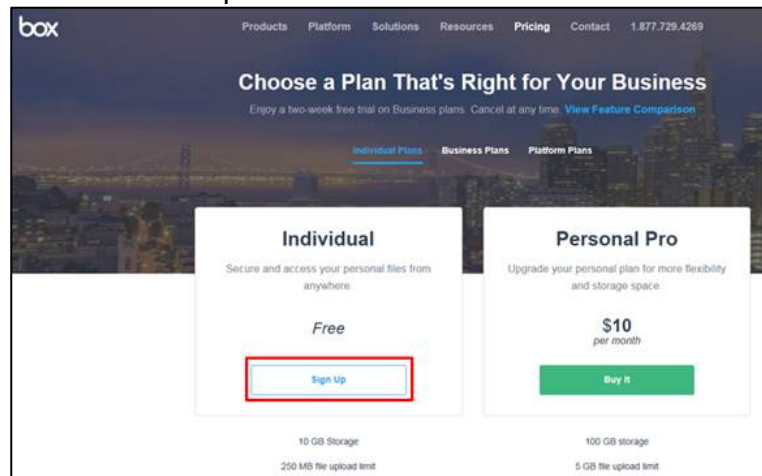 box Products Platform Solutions Resources Pricing Contact 1.877.729.4269
Choose a Plan That's Right for Your Business
Enjoy a two-week free trial on Business plans. Cancel at any time. View Feature Comparison
Individual Plans Business Plans Platform Plans
Individual
Secure and access your personal files from
anywhere.
Free
Sign Up
10 GB Storage
250 MB file upload limit
Personal Pro
Upgrade your personal plan for more flexibility
and storage space.
$10
per month
Buy It
100 GB storage
5 GB file upload limit